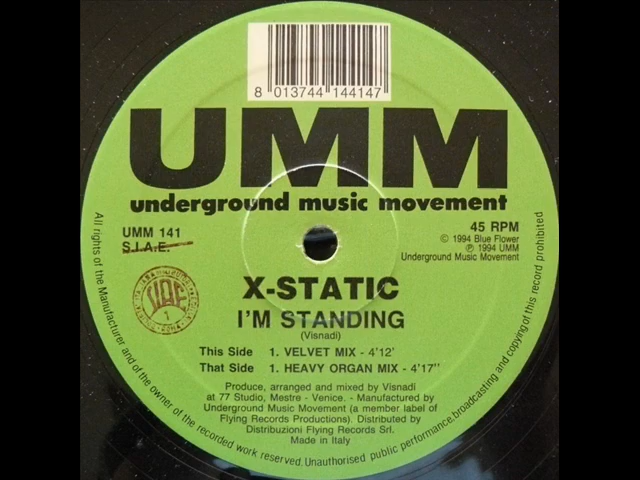 8 013744 144147
UMM
underground music movement
UMM 141
S.I.A.E.
45 RPM
© 1994 Blue Flower
℗ 1994 UMM
Underground Music Movement
X-STATIC
I'M STANDING
(Visnadi)
This Side 1. VELVET MIX - 4'12'
That Side 1. HEAVY ORGAN MIX - 4'17''
Produce, arranged and mixed by Visnadi
at 77 Studio, Mestre - Venice. - Manufactured by
Underground Music Movement (a member label of
Flying Records Productions). Distributed by
Distribuzioni Flying Records Srl.
Made in Italy
All rights of the Manufacturer and of the owner of the recorded work reserved. Unauthorised public performance, broadcasting and copying of this record prohibited